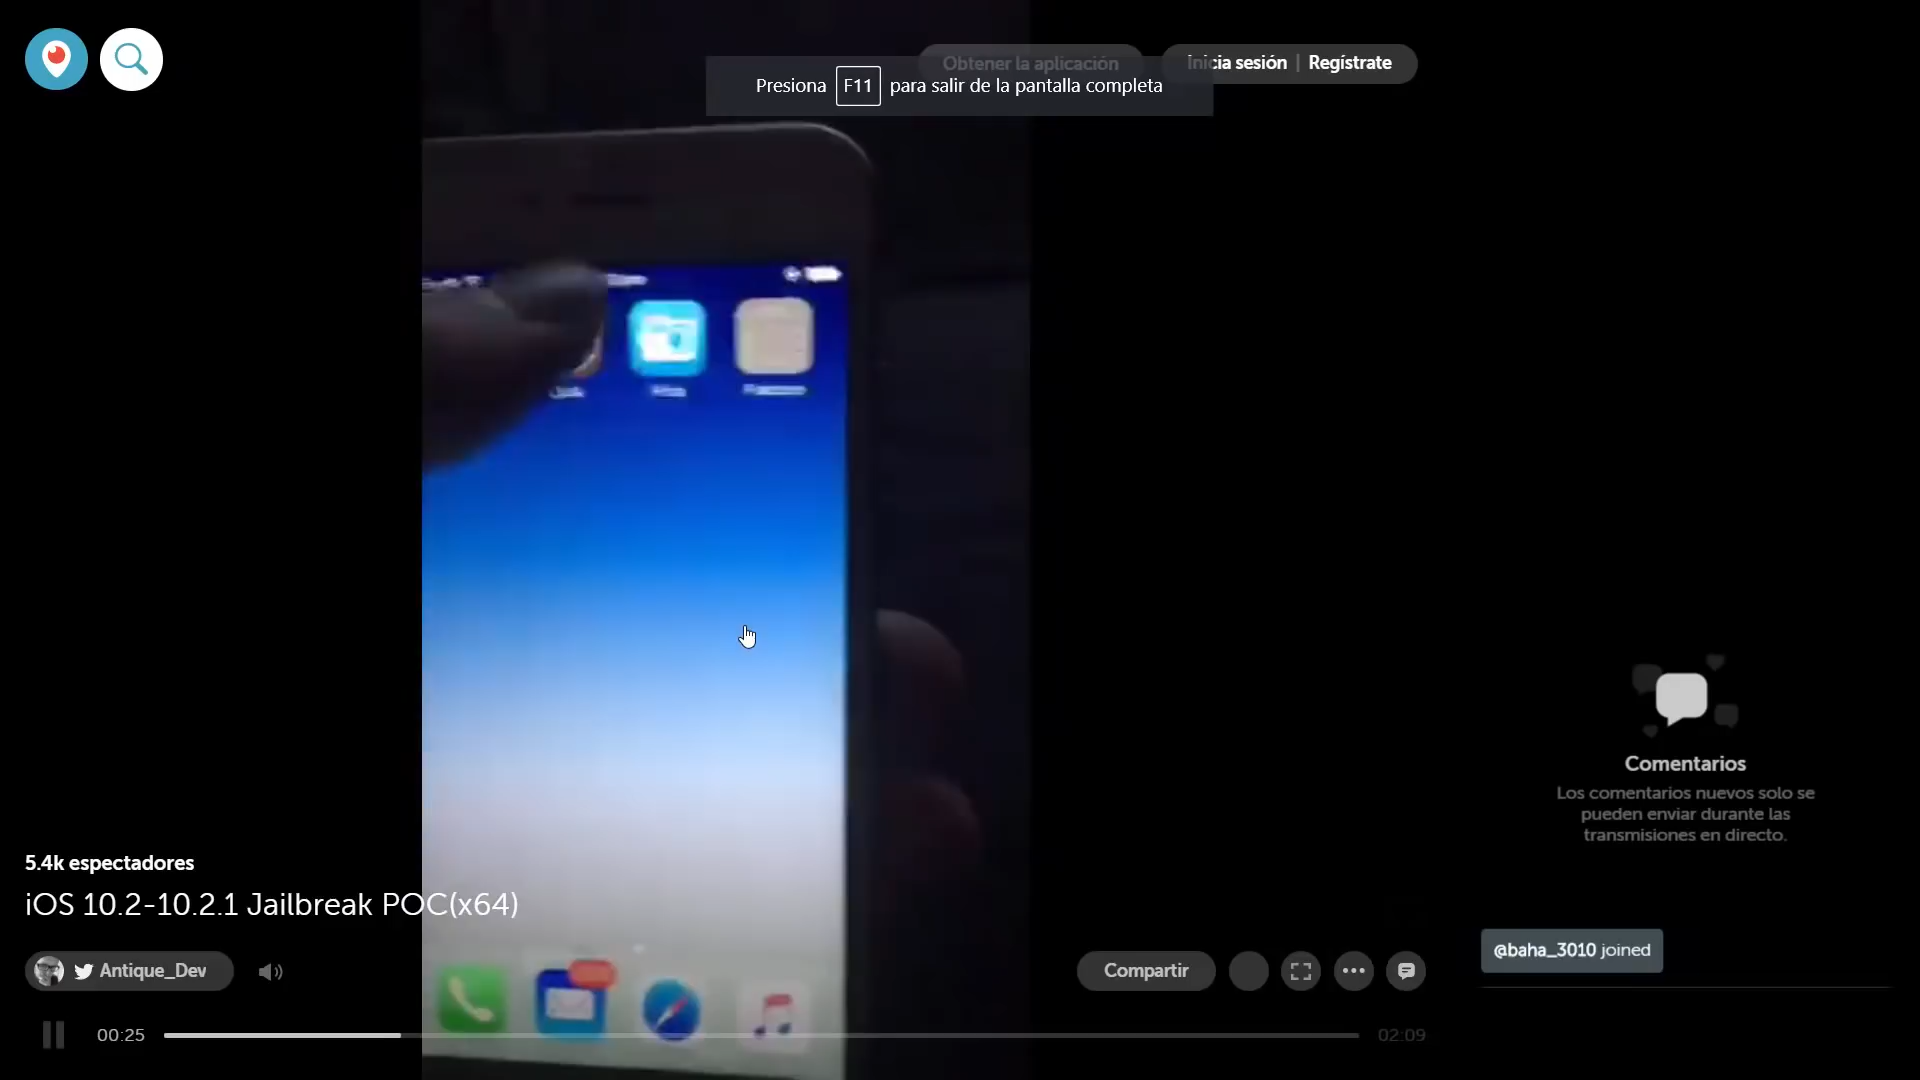 Obtener la aplicación
Inicia sesión | Regístrate
Presiona F11 para salir de la pantalla completa
5.4k espectadores
iOS 10.2-10.2.1 Jailbreak POC(x64)
Antique_Dev
Compartir
00:25
02:09
Comentarios
Los comentarios nuevos solo se
pueden enviar durante las
transmisiones en directo.
@baha_3010 joined